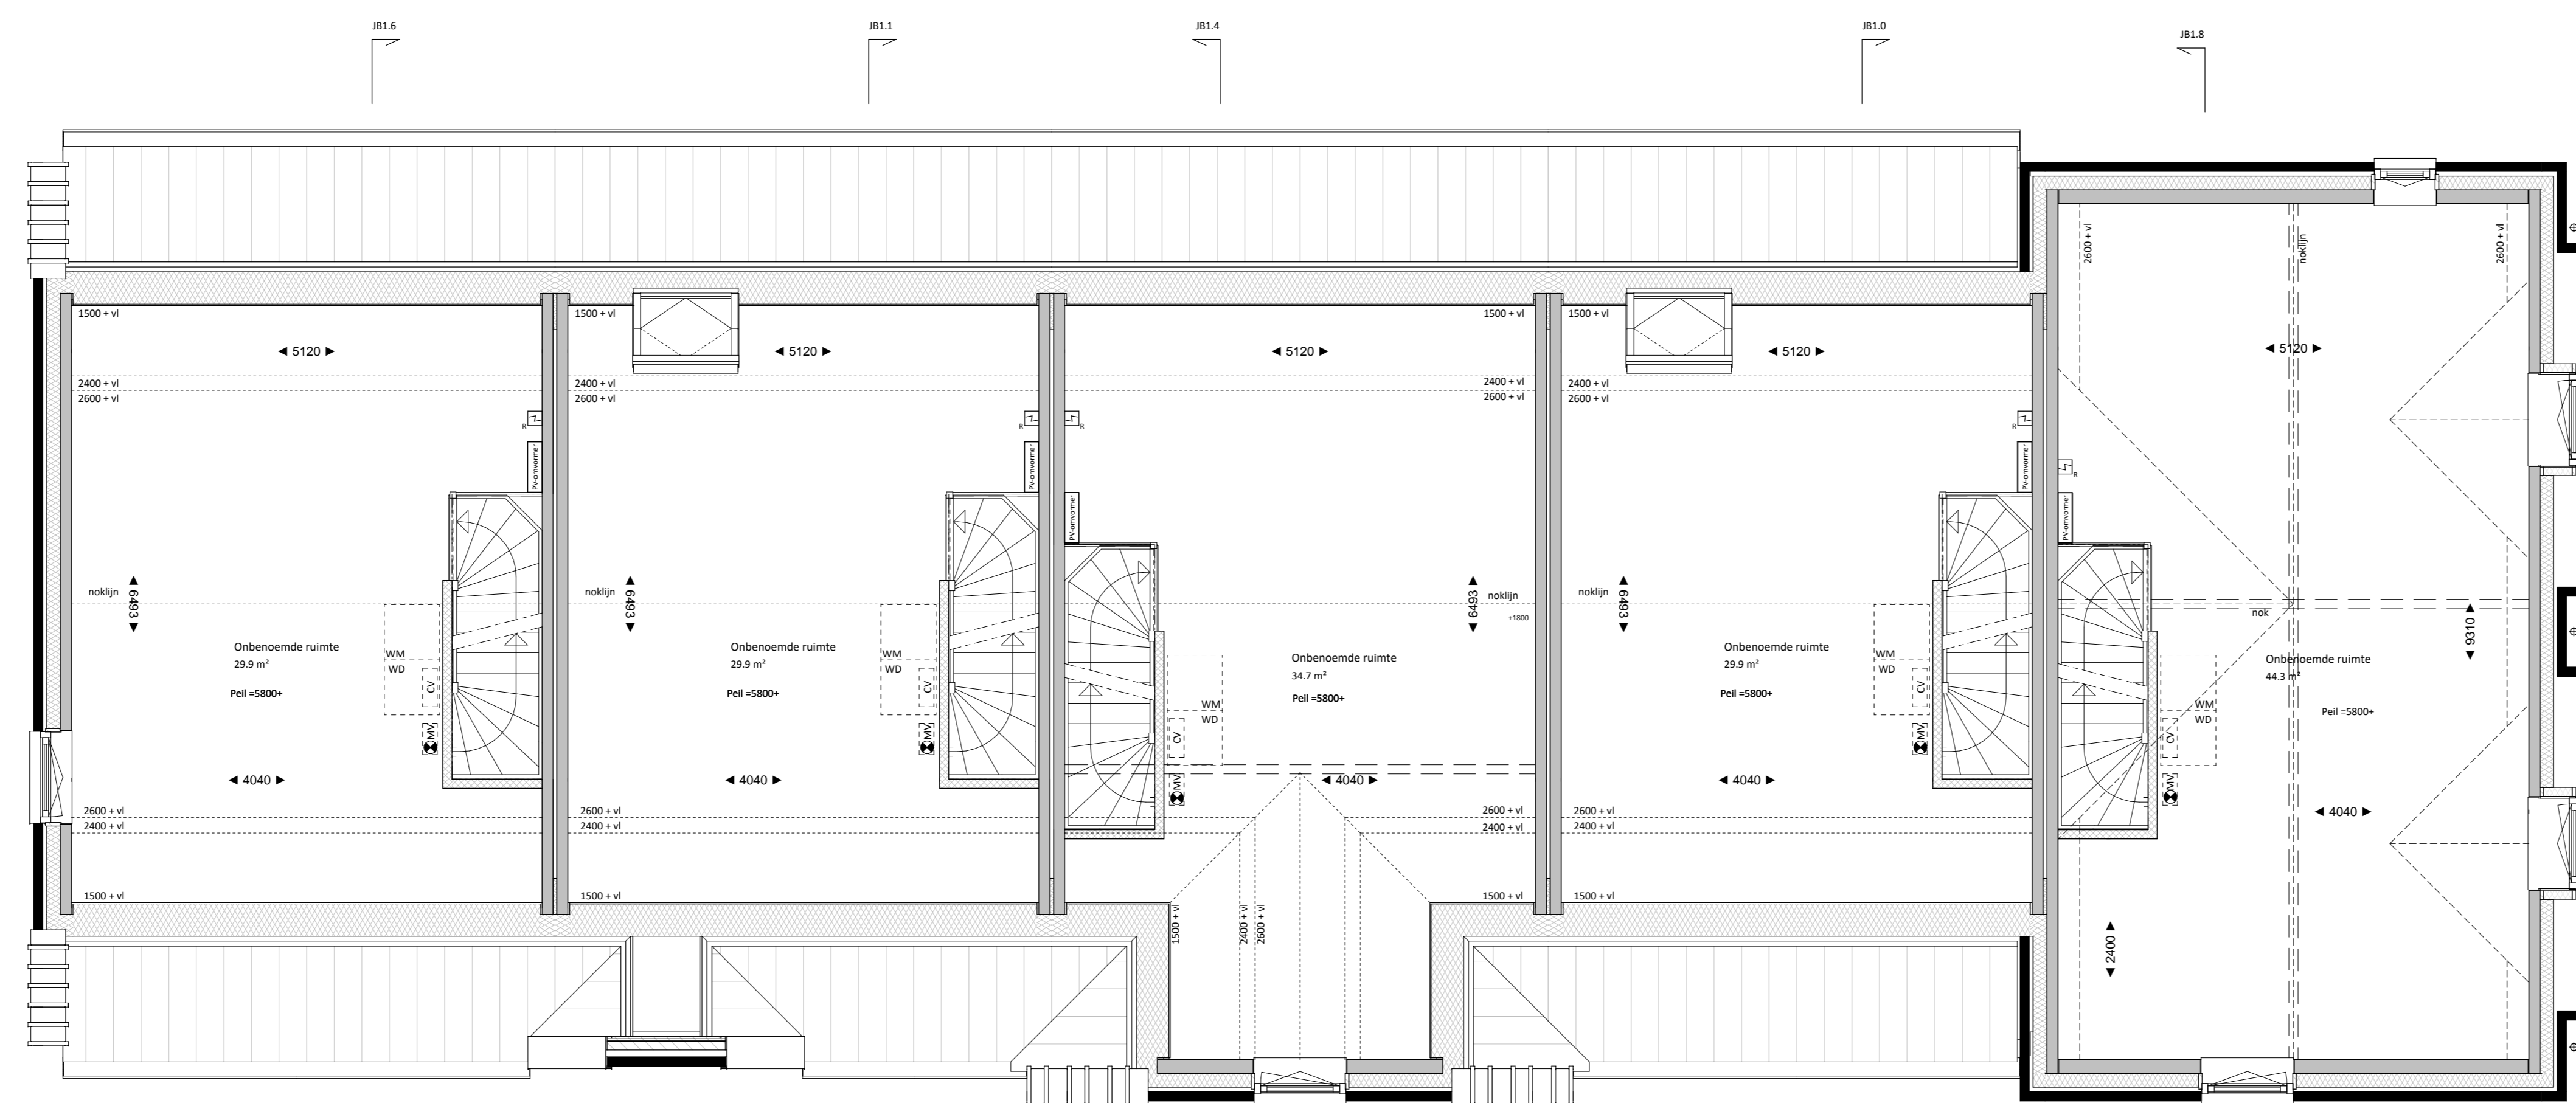 JB1.6
JB1.1
JB1.4
JB1.0
JB1.8
1500 + vl
◄ 5120 ►
2400 + vl
2600 + vl
R
PV-omvormer
noklijn
◄ 6493 ►
Onbenoemde ruimte
29.9 m²
Peil =5800+
WM
WD
CV
MV
◄ 4040 ►
2600 + vl
2400 + vl
1500 + vl
1500 + vl
◄ 5120 ►
2400 + vl
2600 + vl
R
PV-omvormer
noklijn
◄ 6493 ►
Onbenoemde ruimte
29.9 m²
Peil =5800+
WM
WD
CV
MV
◄ 4040 ►
2600 + vl
2400 + vl
1500 + vl
1500 + vl
◄ 5120 ►
2400 + vl
2600 + vl
R
PV-omvormer
◄ 6493 ►
noklijn
+1800
Onbenoemde ruimte
34.7 m²
Peil =5800+
WM
WD
CV
MV
◄ 4040 ►
2600 + vl
2400 + vl
1500 + vl
1500 + vl
2400 + vl
2600 + vl
1500 + vl
◄ 5120 ►
2400 + vl
2600 + vl
R
PV-omvormer
noklijn
◄ 6493 ►
Onbenoemde ruimte
29.9 m²
Peil =5800+
WM
WD
CV
MV
◄ 4040 ►
2600 + vl
2400 + vl
1500 + vl
2600 + vl
noklijn
2600 + vl
◄ 5120 ►
R
PV-omvormer
nok
◄ 9310 ►
Onbenoemde ruimte
44.3 m²
Peil =5800+
WM
WD
CV
MV
◄ 4040 ►
◄ 2400 ►